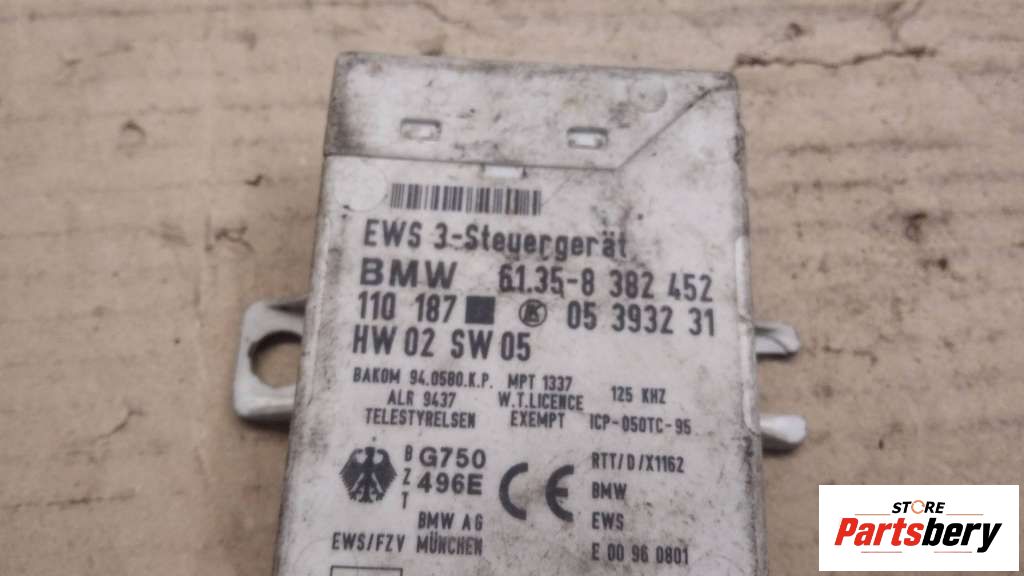 EWS 3-Steuergerät
BMW 61.35-8 382 452
110 187 K 05 3932 31
HW 02 SW 05
BAKOM 94.0580.K.P. MPT 1337 125 KHZ
ALR 9437 W.T.LICENCE
TELESTYRELSEN EXEMPT ICP-050TC-95
BZT G750 496E CE RTT/D/X1162
BMW
BMW AG EWS
EWS/FZV MÜNCHEN E 00 96 0801
STORE
Partsbery